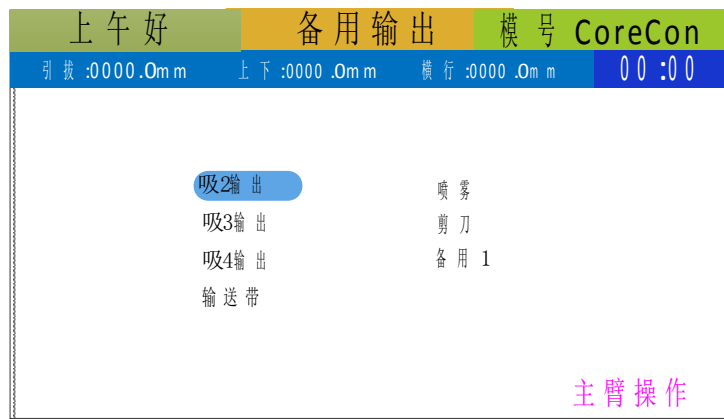 上午好 备用输出 模号 CoreCon
引拔:0000.0mm 上下:0000.0mm 横行:0000.0mm 00:00
吸2输出 喷雾
吸3输出 剪刀
吸4输出 备用1
输送带
主臂操作